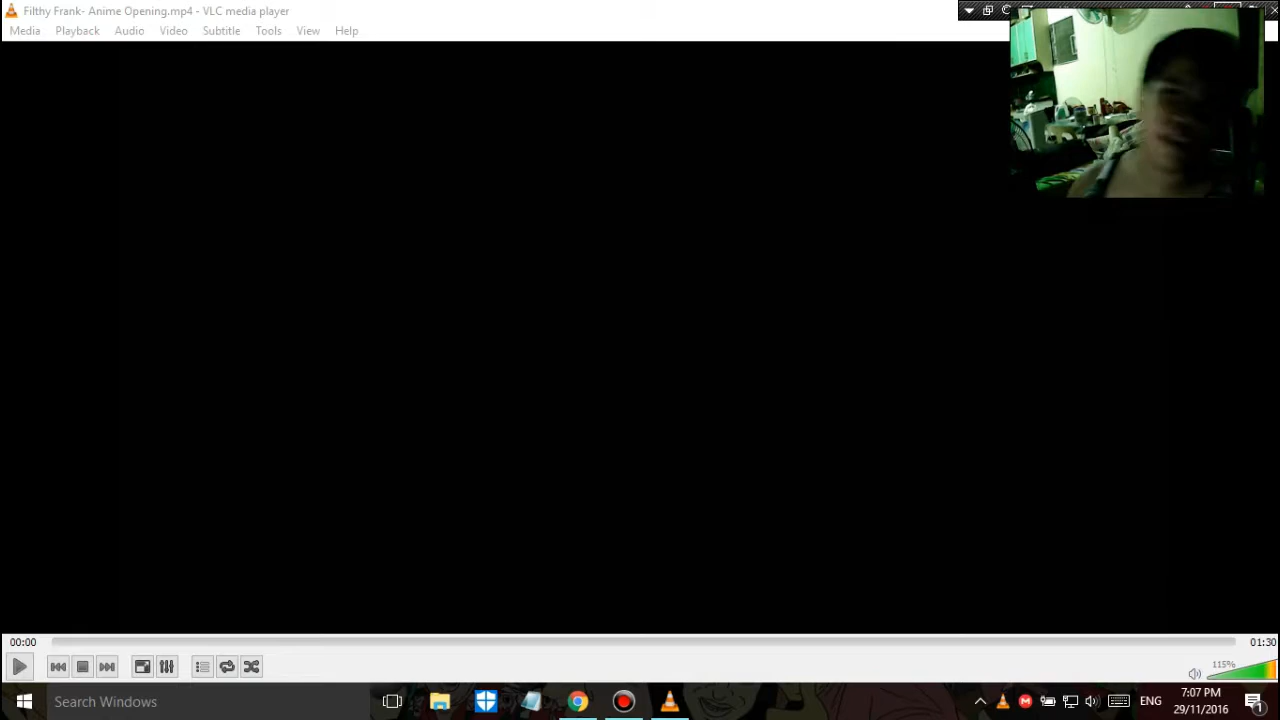 Filthy Frank- Anime Opening.mp4 - VLC media player
Media Playback Audio Video Subtitle Tools View Help
00:00 01:30
115%
Search Windows
ENG
7:07 PM
29/11/2016
1